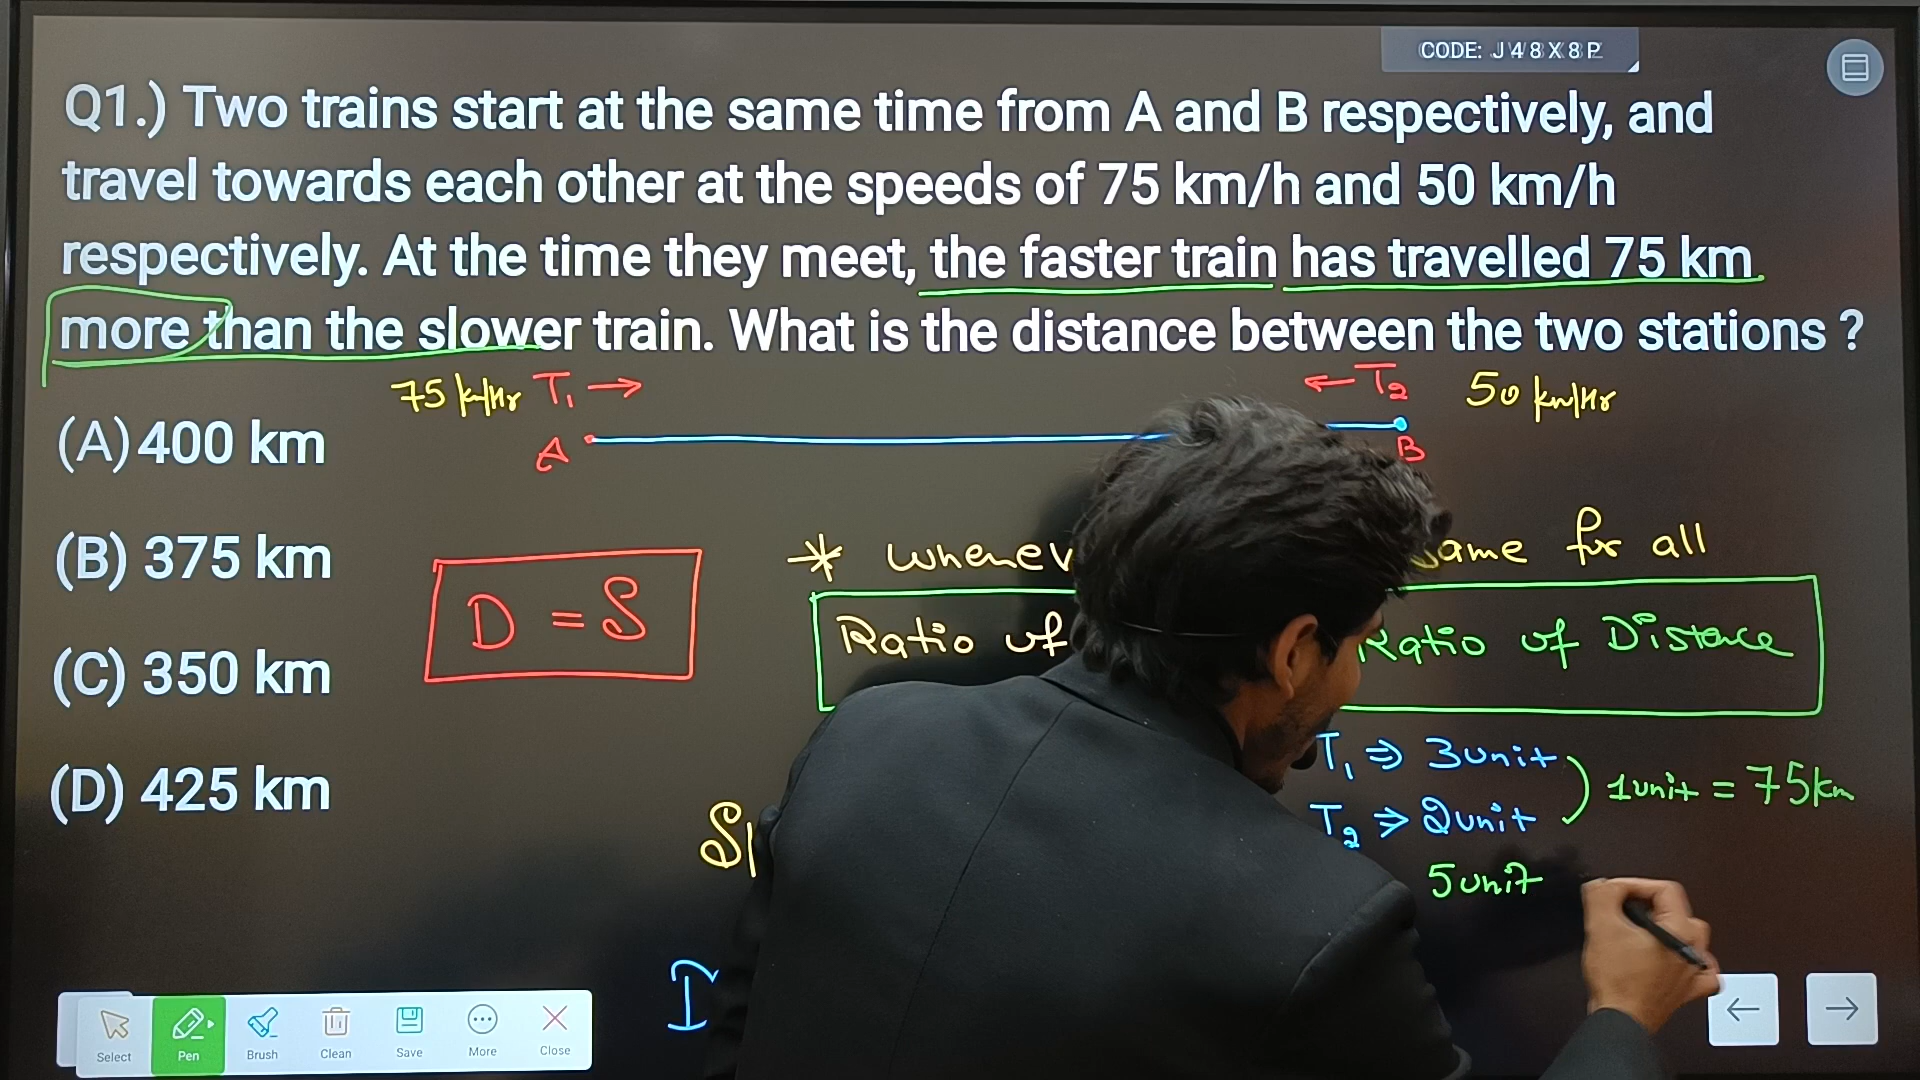 CODE: J48X8P
Q1.) Two trains start at the same time from A and B respectively, and
travel towards each other at the speeds of 75 km/h and 50 km/h
respectively. At the time they meet, the faster train has travelled 75 km
more than the slower train. What is the distance between the two stations ?
75 km/Hr T₁ → ← T₂ 50 km/Hr
A B
(A) 400 km
(B) 375 km
(C) 350 km
(D) 425 km
D = S
* ame for all
Ratio of Ratio of Distance
T₁ ⇒ 3unit
T₂ ⇒ 2unit ) 1unit = 75km
5unit
Select Pen Brush Clean Save More Close